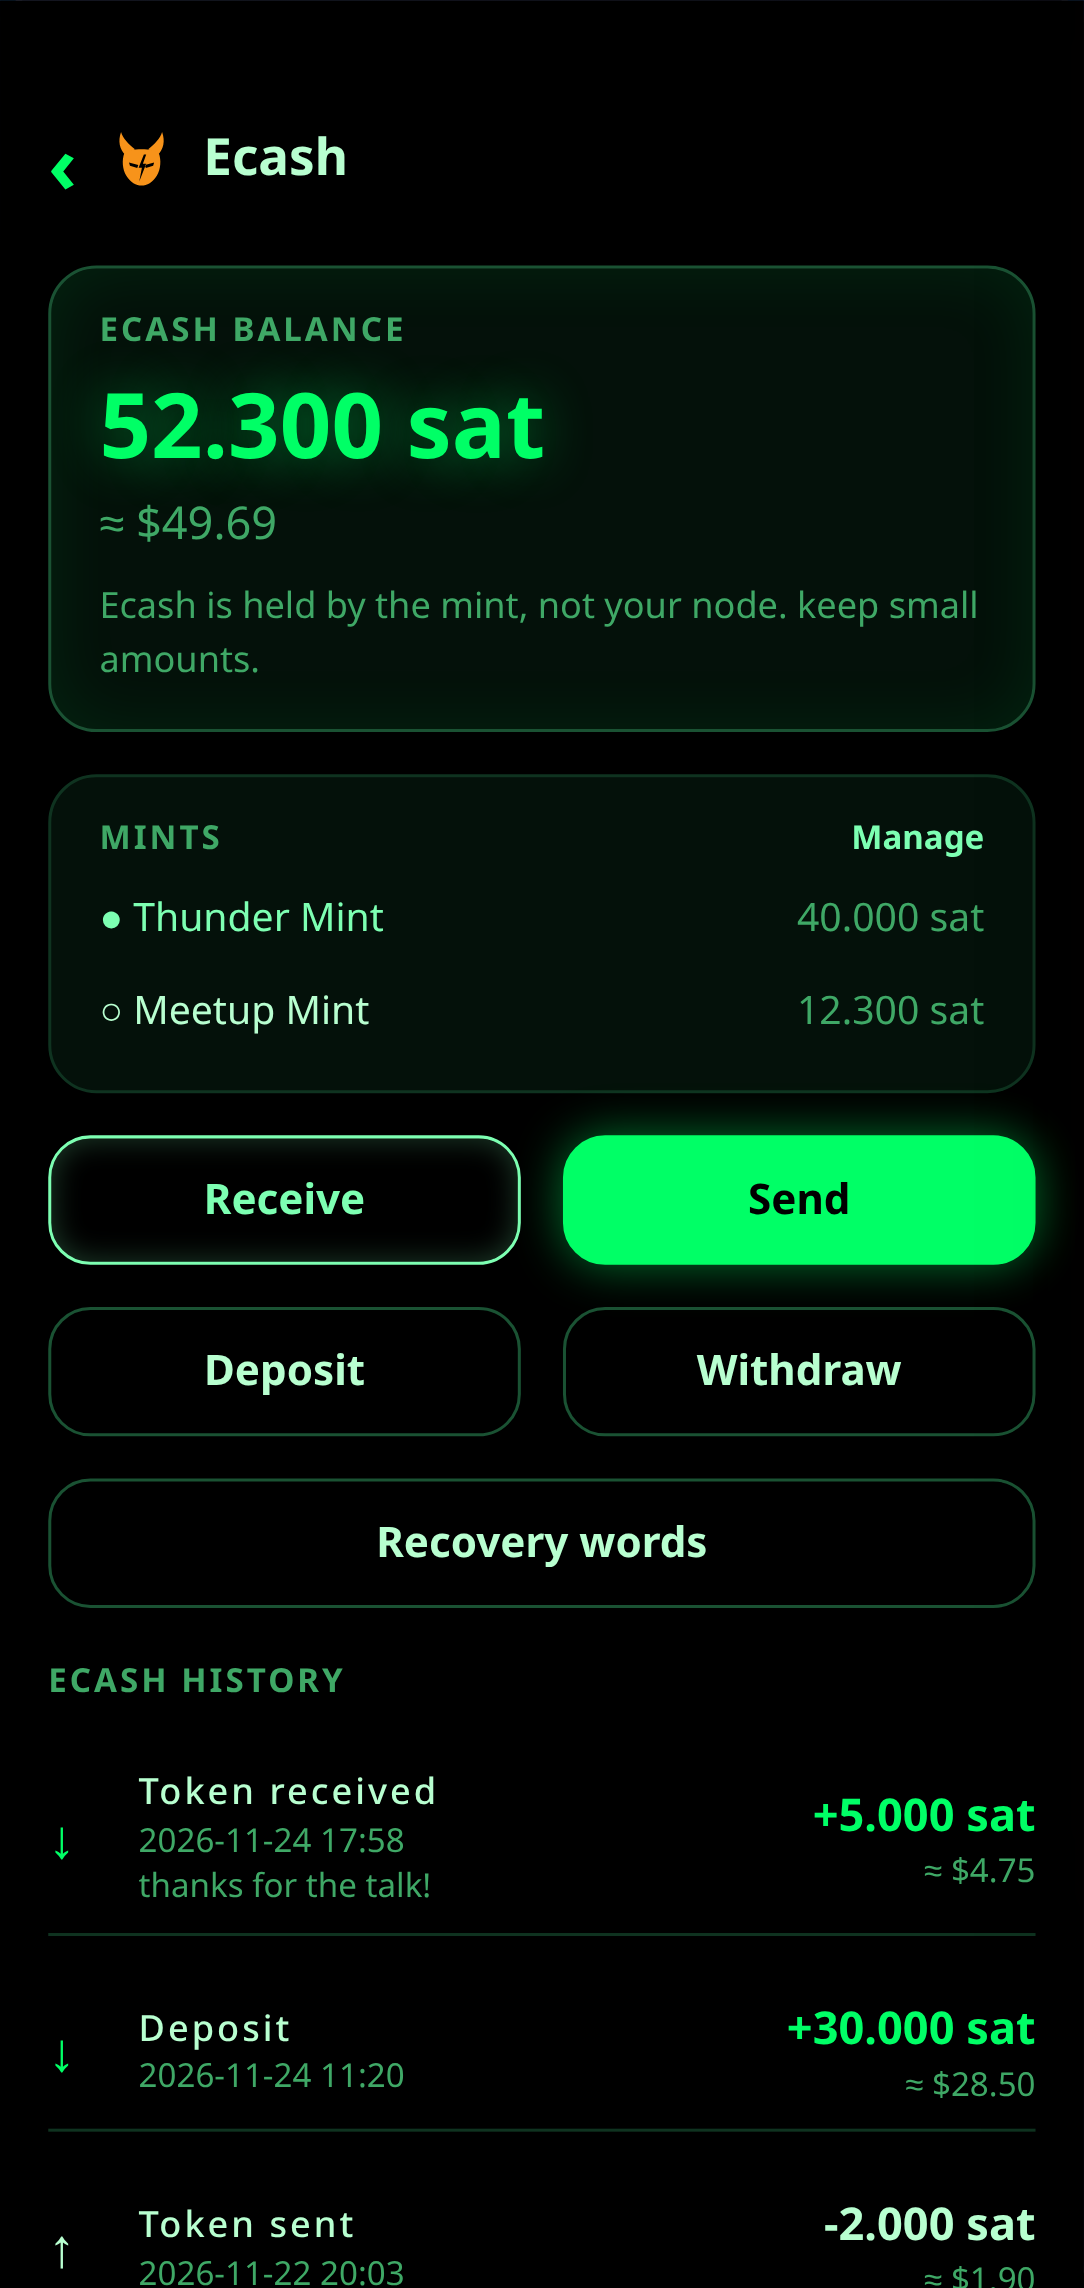 ‹ Ecash
ECASH BALANCE
52.300 sat
≈ $49.69
Ecash is held by the mint, not your node. keep small
amounts.
MINTS Manage
● Thunder Mint 40.000 sat
○ Meetup Mint 12.300 sat
Receive Send
Deposit Withdraw
Recovery words
ECASH HISTORY
Token received
2026-11-24 17:58
thanks for the talk!
↓
+5.000 sat
≈ $4.75
Deposit
2026-11-24 11:20
↓
+30.000 sat
≈ $28.50
Token sent
2026-11-22 20:03
↑
-2.000 sat
≈ $1.90